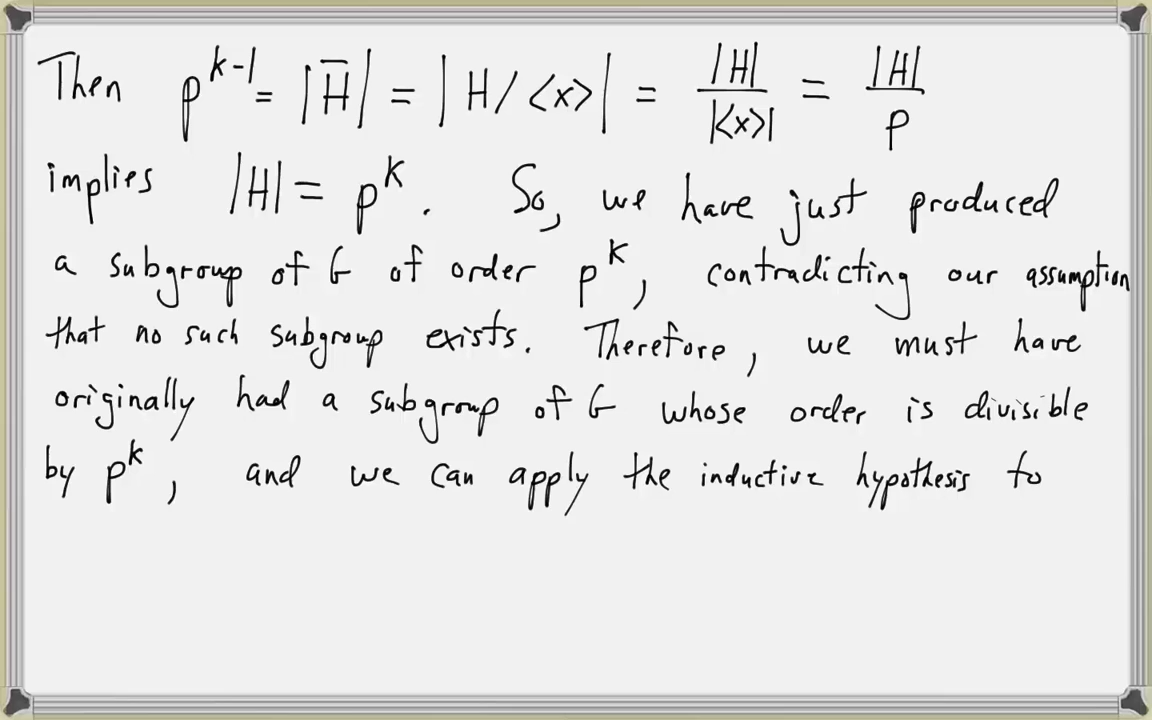 Then p^{k-1} = |H̅| = |H/<x>| = |H|/|<x>| = |H|/p
implies |H| = p^k. So, we have just produced
a subgroup of G of order p^k, contradicting our assumption
that no such subgroup exists. Therefore, we must have
originally had a subgroup of G whose order is divisible
by p^k, and we can apply the inductive hypothesis to